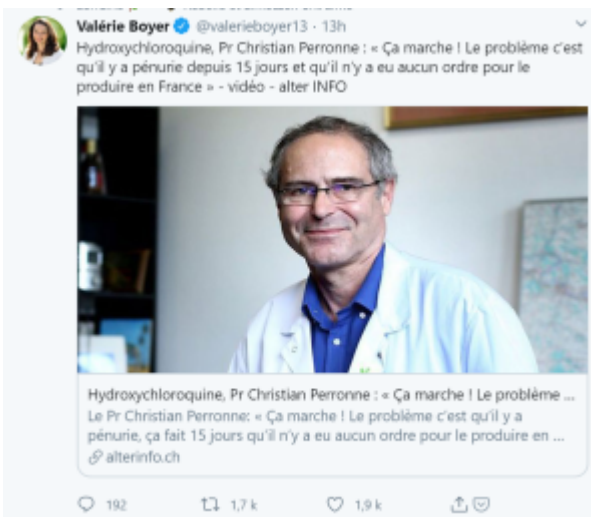 Valérie Boyer @valerieboyer13 · 13h
Hydroxychloroquine, Pr Christian Perronne : « Ça marche ! Le problème c'est
qu'il y a pénurie depuis 15 jours et qu'il n'y a eu aucun ordre pour le
produire en France » - vidéo - alter INFO
Hydroxychloroquine, Pr Christian Perronne : « Ça marche ! Le problème ...
Le Pr Christian Perronne: « Ça marche ! Le problème c'est qu'il y a
pénurie, ça fait 15 jours qu'il n'y a eu aucun ordre pour le produire en ...
alterinfo.ch
192 1,7 k 1,9 k